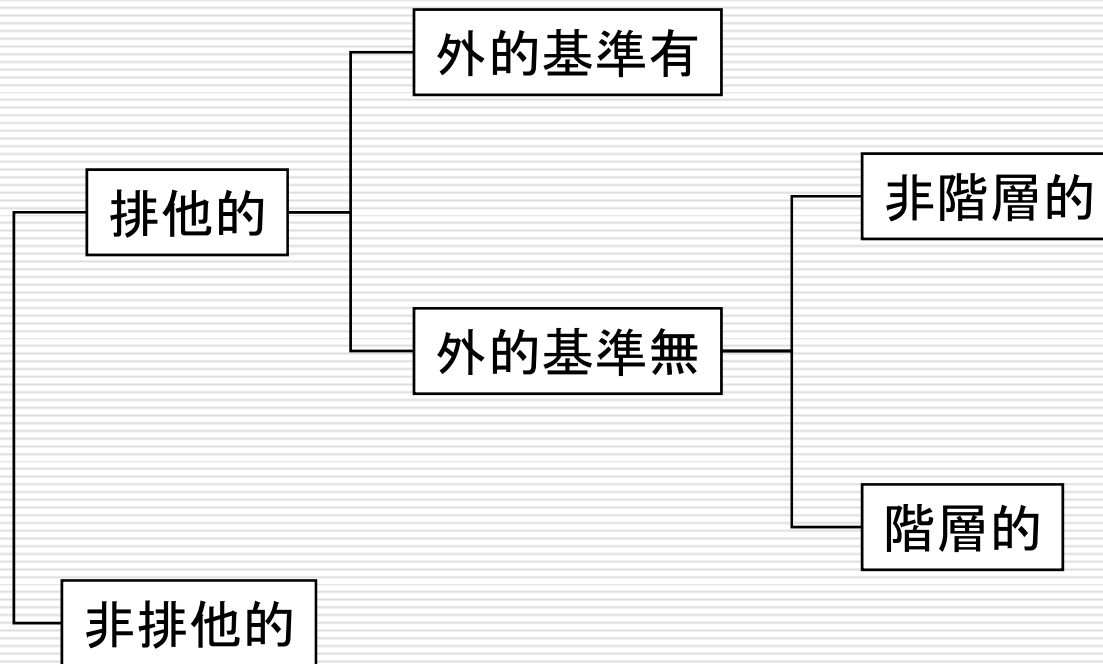 外的基準有
排他的
非階層的
外的基準無
階層的
非排他的